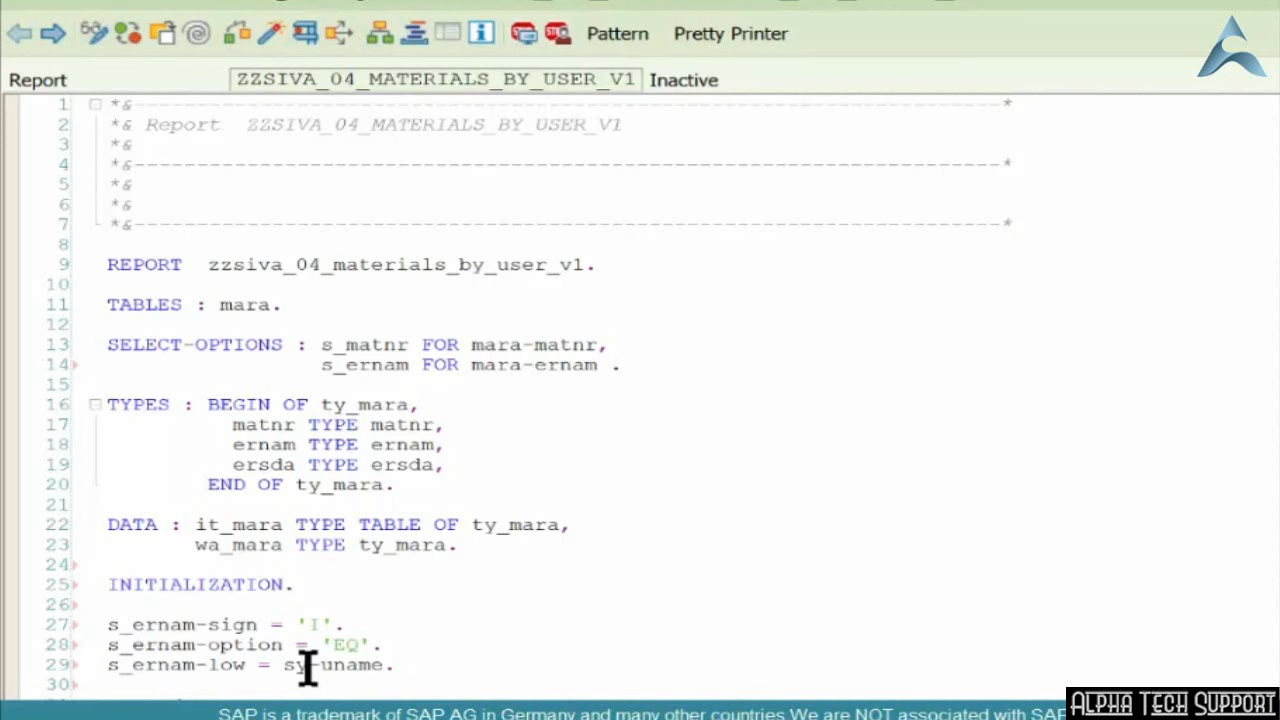 Pattern Pretty Printer
Report ZZSIVA_04_MATERIALS_BY_USER_V1 Inactive
1 *&---------------------------------------------------------------------*
2 *& Report ZZSIVA_04_MATERIALS_BY_USER_V1
3 *&
4 *&---------------------------------------------------------------------*
5 *&
6 *&
7 *&---------------------------------------------------------------------*
8
9 REPORT zzsiva_04_materials_by_user_v1.
10
11 TABLES : mara.
12
13 SELECT-OPTIONS : s_matnr FOR mara-matnr,
14 s_ernam FOR mara-ernam .
15
16 TYPES : BEGIN OF ty_mara,
17 matnr TYPE matnr,
18 ernam TYPE ernam,
19 ersda TYPE ersda,
20 END OF ty_mara.
21
22 DATA : it_mara TYPE TABLE OF ty_mara,
23 wa_mara TYPE ty_mara.
24
25 INITIALIZATION.
26
27 s_ernam-sign = 'I'.
28 s_ernam-option = 'EQ'.
29 s_ernam-low = sy-uname.
30
SAP is a trademark of SAP AG in Germany and many other countries We are NOT associated with SAP
ALPHA TECH SUPPORT